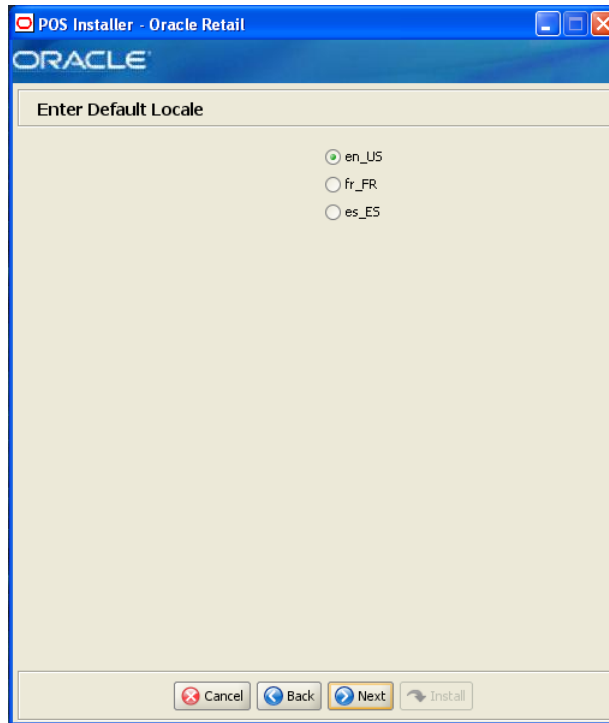 POS Installer - Oracle Retail
ORACLE
Enter Default Locale
en_US
fr_FR
es_ES
Cancel Back Next Install